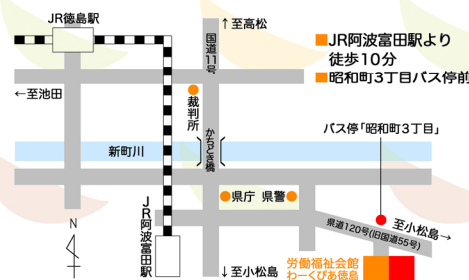 JR徳島駅
↑至高松
国道11号
■JR阿波富田駅より
徒歩10分
■昭和町3丁目バス停前
←至池田
裁判所
バス停「昭和町3丁目」
新町川
かちどき橋
県庁 県警
JR阿波富田駅
県道120号(旧国道55号)
至小松島→
N
↓至小松島
労働福祉会館
わーくぴあ徳島